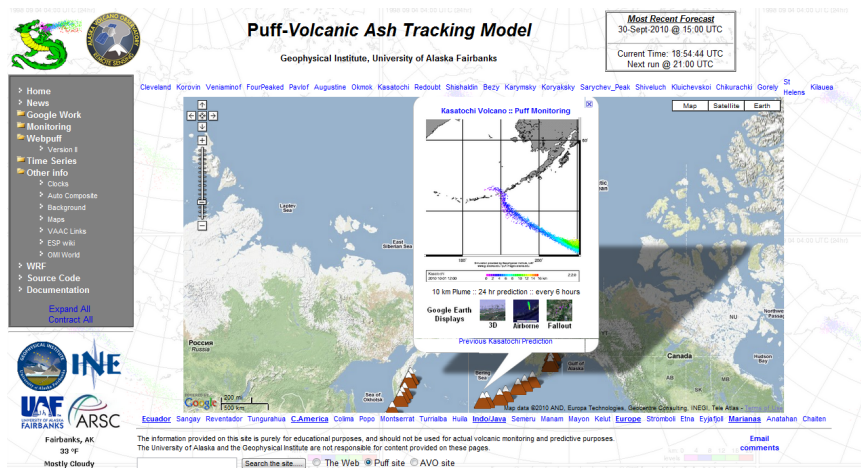 Puff-Volcanic Ash Tracking Model
Geophysical Institute, University of Alaska Fairbanks
Most Recent Forecast
30-Sept-2010 @ 15:00 UTC
Current Time: 18:54:44 UTC
Next run @ 21:00 UTC
Home
News
Google Work
Monitoring
Webpuff
Version II
Time Series
Other info
Clocks
Auto Composite
Background
Maps
VAAC Links
ESP wiki
OMI World
WRF
Source Code
Documentation
Expand All
Contract All
INE
UAF
UNIVERSITY OF ALASKA
FAIRBANKS
ARSC
Fairbanks, AK
33 ºF
Mostly Cloudy
Cleveland Korovin Veniaminof FourPeaked Pavlof Augustine Okmok Kasatochi Redoubt Shishaldin Bezy Karymsky Koryaksky Sarychev_Peak Shiveluch Kluichevskoi Chikurachki Gorely St Helens Kilauea
Map Satellite Earth
Kasatochi Volcano :: Puff Monitoring
10 km Plume :: 24 hr prediction :: every 6 hours
Google Earth
Displays
3D Airborne Fallout
Previous Kasatochi Prediction
Laptev
Sea
East
Siberian Sea
Россия
Russia
Sea of
Okhotsk
Bering
Sea
Gulf of
Alaska
Canada
Hudson
Bay
NU
AB
SK
MB
Google
200 mi
500 km
Map data ©2010 AND, Europa Technologies, Geocentre Consulting, INEGI, Tele Atlas -
Ecuador Sangay Reventador Tungurahua C.America Colima Popo Montserrat Turrialba Huila Indo/Java Semeru Manam Mayon Kelut Europe Stromboli Etna Eyjafjoll Marianas Anatahan Chaiten
The information provided on this site is purely for educational purposes, and should not be used for actual volcanic monitoring and predictive purposes.
The University of Alaska and the Geophysical Institute are not responsible for content provided on these pages.
Email
comments
Search the site..... The Web Puff site AVO site